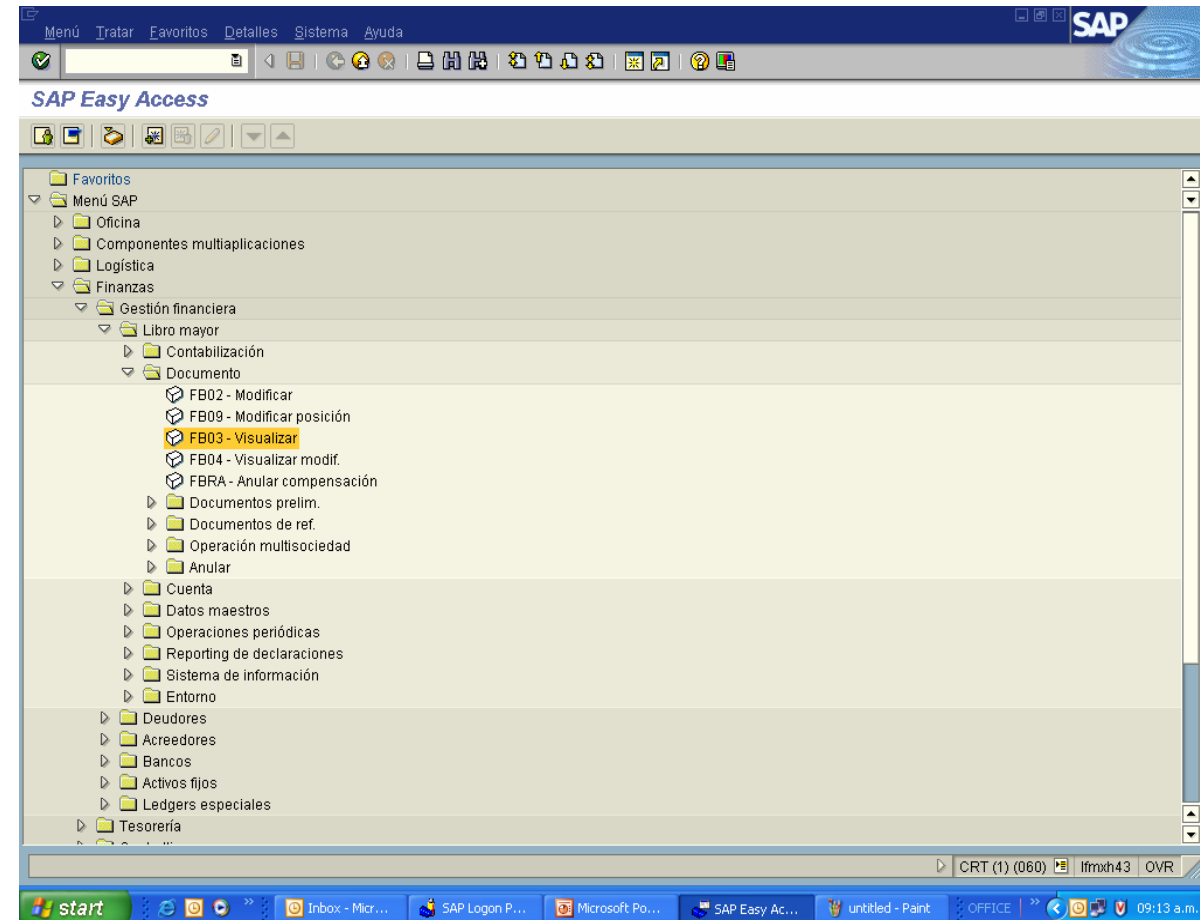 Menú Tratar Favoritos Detalles Sistema Ayuda
SAP
SAP Easy Access
Favoritos
Menú SAP
Oficina
Componentes multiaplicaciones
Logística
Finanzas
Gestión financiera
Libro mayor
Contabilización
Documento
FB02 - Modificar
FB09 - Modificar posición
FB03 - Visualizar
FB04 - Visualizar modif.
FBRA - Anular compensación
Documentos prelim.
Documentos de ref.
Operación multisociedad
Anular
Cuenta
Datos maestros
Operaciones periódicas
Reporting de declaraciones
Sistema de información
Entorno
Deudores
Acreedores
Bancos
Activos fijos
Ledgers especiales
Tesorería
CRT (1) (060) lfmxh43 OVR
start Inbox - Micr... SAP Logon P... Microsoft Po... SAP Easy Ac... untitled - Paint OFFICE 09:13 a.m